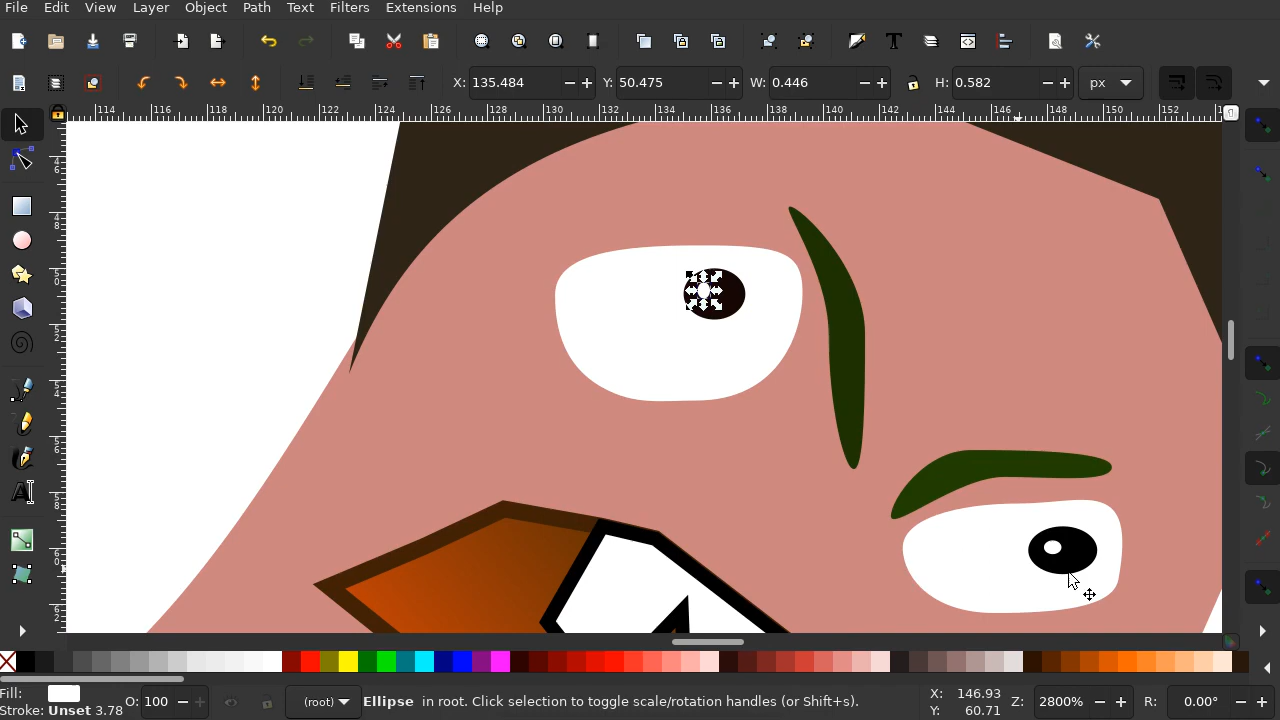 File Edit View Layer Object Path Text Filters Extensions Help
X: 135.484 Y: 50.475 W: 0.446 H: 0.582 px
114 116 118 120 122 124 126 128 130 132 134 136 138 140 142 144 146 148 150 152
Fill:
Stroke: Unset 3.78
O: 100
(root)
Ellipse in root. Click selection to toggle scale/rotation handles (or Shift+s).
X: 146.93
Y: 60.71
Z: 2800%
R: 0.00°